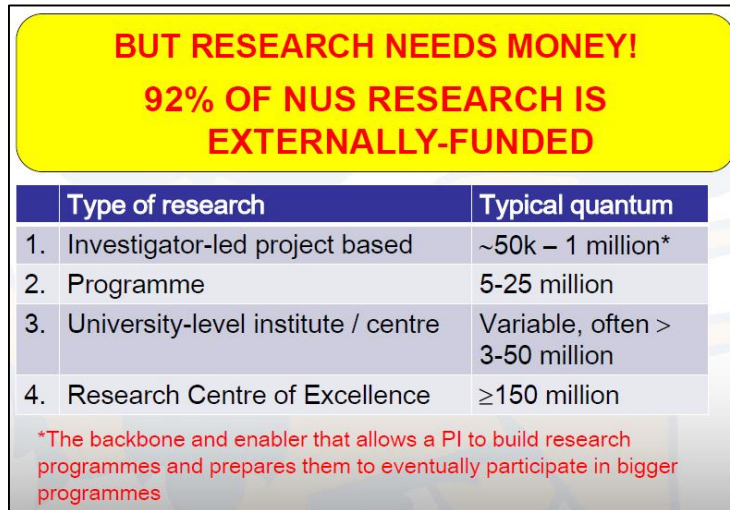 BUT RESEARCH NEEDS MONEY!
92% OF NUS RESEARCH IS
EXTERNALLY-FUNDED
Type of research Typical quantum
1. Investigator-led project based ~50k – 1 million*
2. Programme 5-25 million
3. University-level institute / centre Variable, often >
3-50 million
4. Research Centre of Excellence ≥150 million
*The backbone and enabler that allows a PI to build research
programmes and prepares them to eventually participate in bigger
programmes